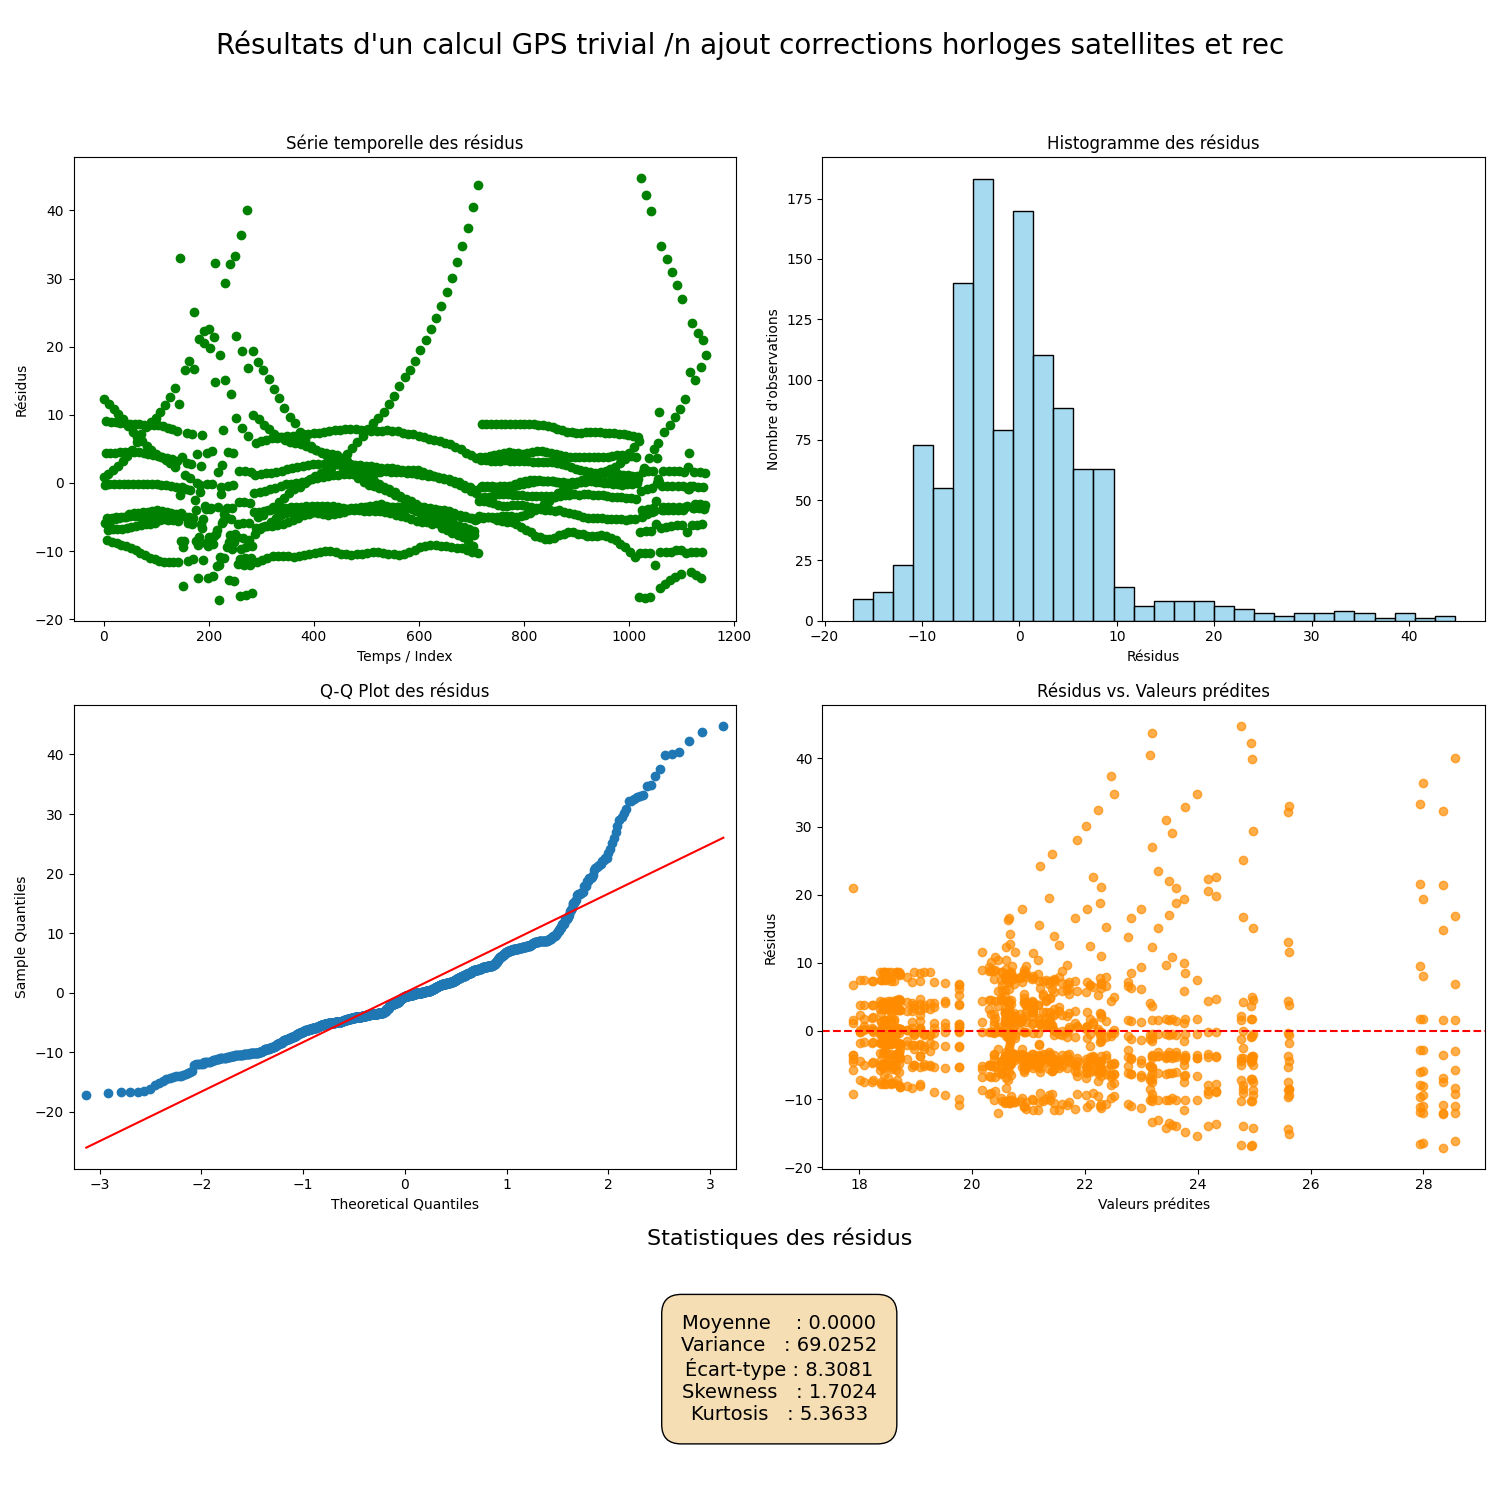 Résultats d'un calcul GPS trivial /n ajout corrections horloges satellites et rec
Série temporelle des résidus
Résidus
40
30
20
10
0
−10
−20
0 200 400 600 800 1000 1200
Temps / Index
Histogramme des résidus
Nombre d'observations
175
150
125
100
75
50
25
0
−20 −10 0 10 20 30 40
Résidus
Q-Q Plot des résidus
Sample Quantiles
40
30
20
10
0
−10
−20
−3 −2 −1 0 1 2 3
Theoretical Quantiles
Résidus vs. Valeurs prédites
Résidus
40
30
20
10
0
−10
−20
18 20 22 24 26 28
Valeurs prédites
Statistiques des résidus
Moyenne : 0.0000
Variance : 69.0252
Écart-type : 8.3081
Skewness : 1.7024
Kurtosis : 5.3633